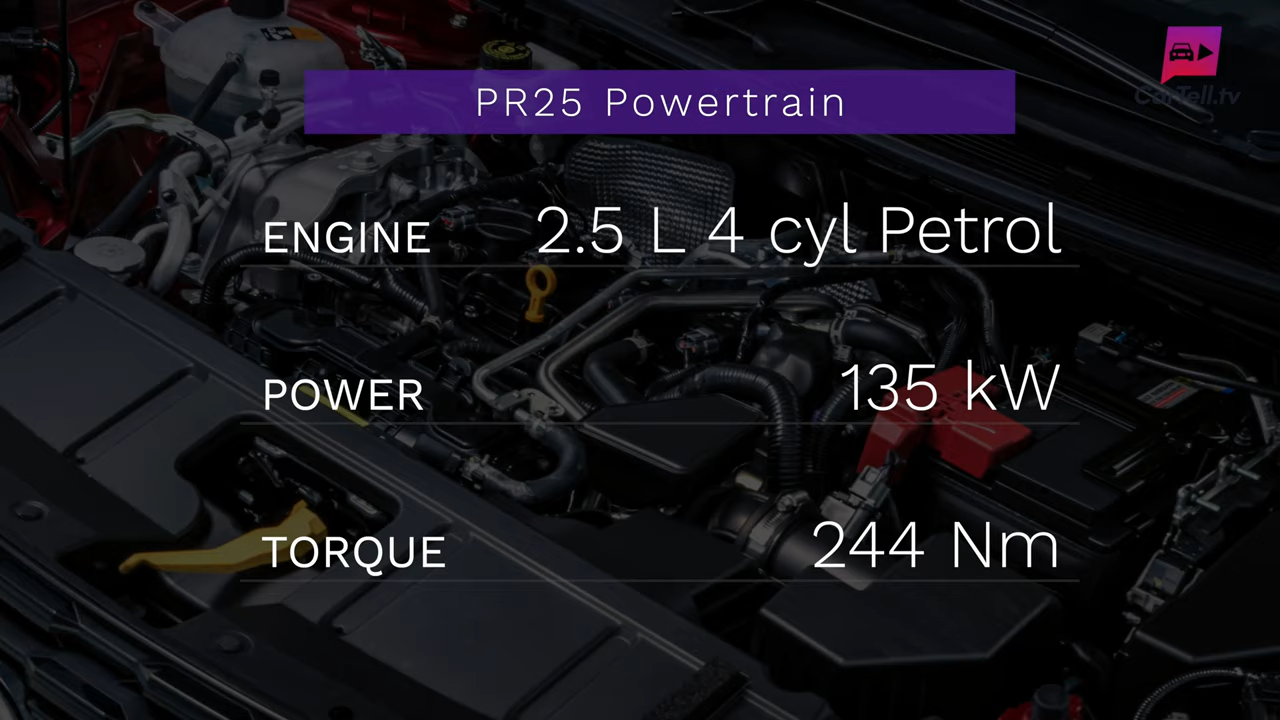 CarTell.tv
PR25 Powertrain
ENGINE 2.5 L 4 cyl Petrol
POWER 135 kW
TORQUE 244 Nm